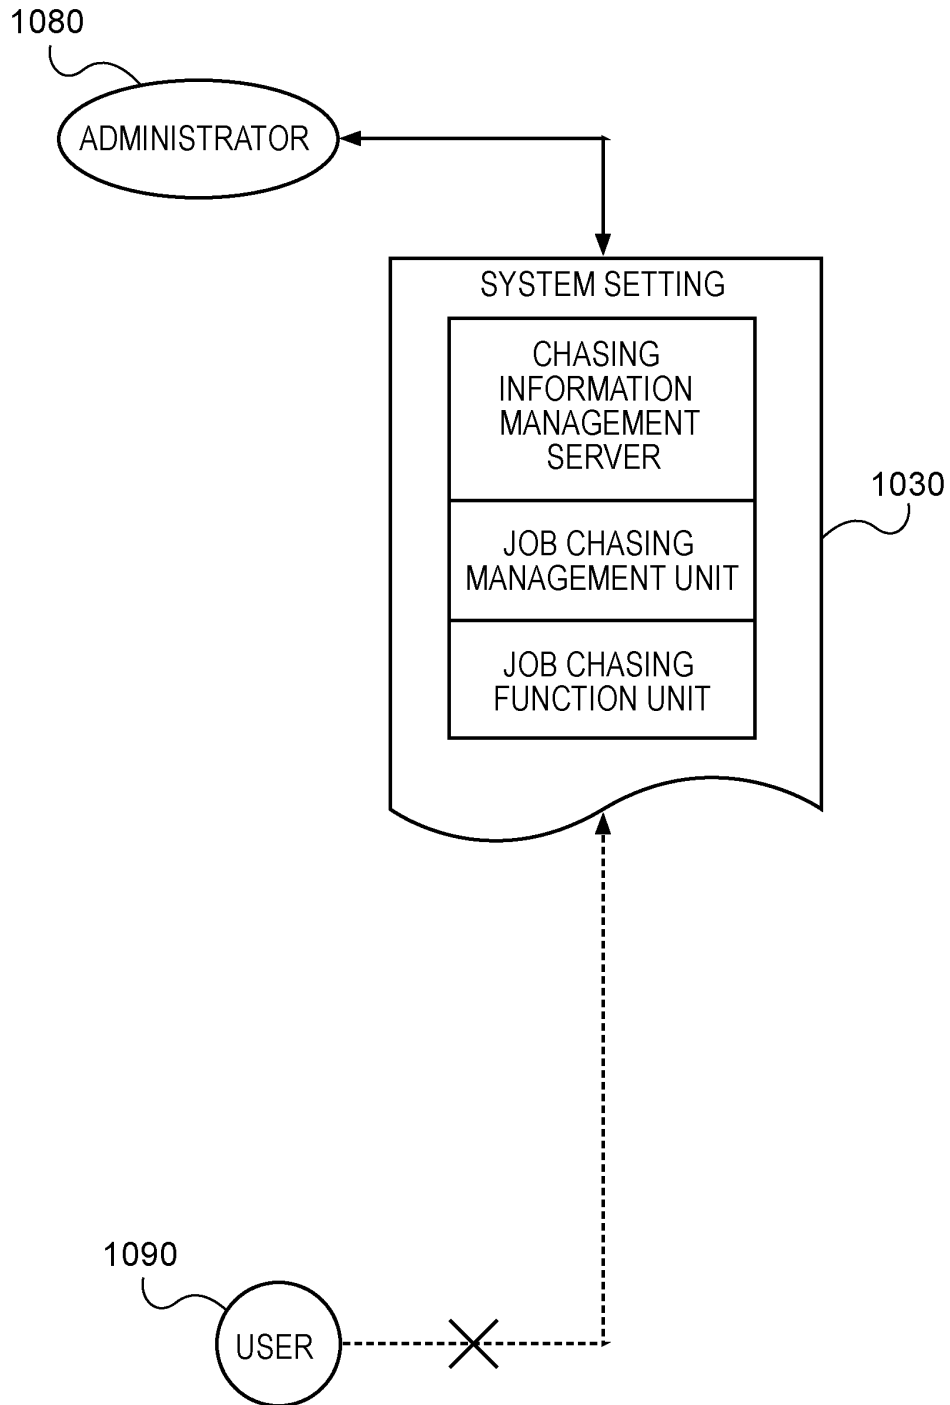 1080
ADMINISTRATOR
SYSTEM SETTING
CHASING
INFORMATION
MANAGEMENT
SERVER
1030
JOB CHASING
MANAGEMENT UNIT
JOB CHASING
FUNCTION UNIT
1090
USER